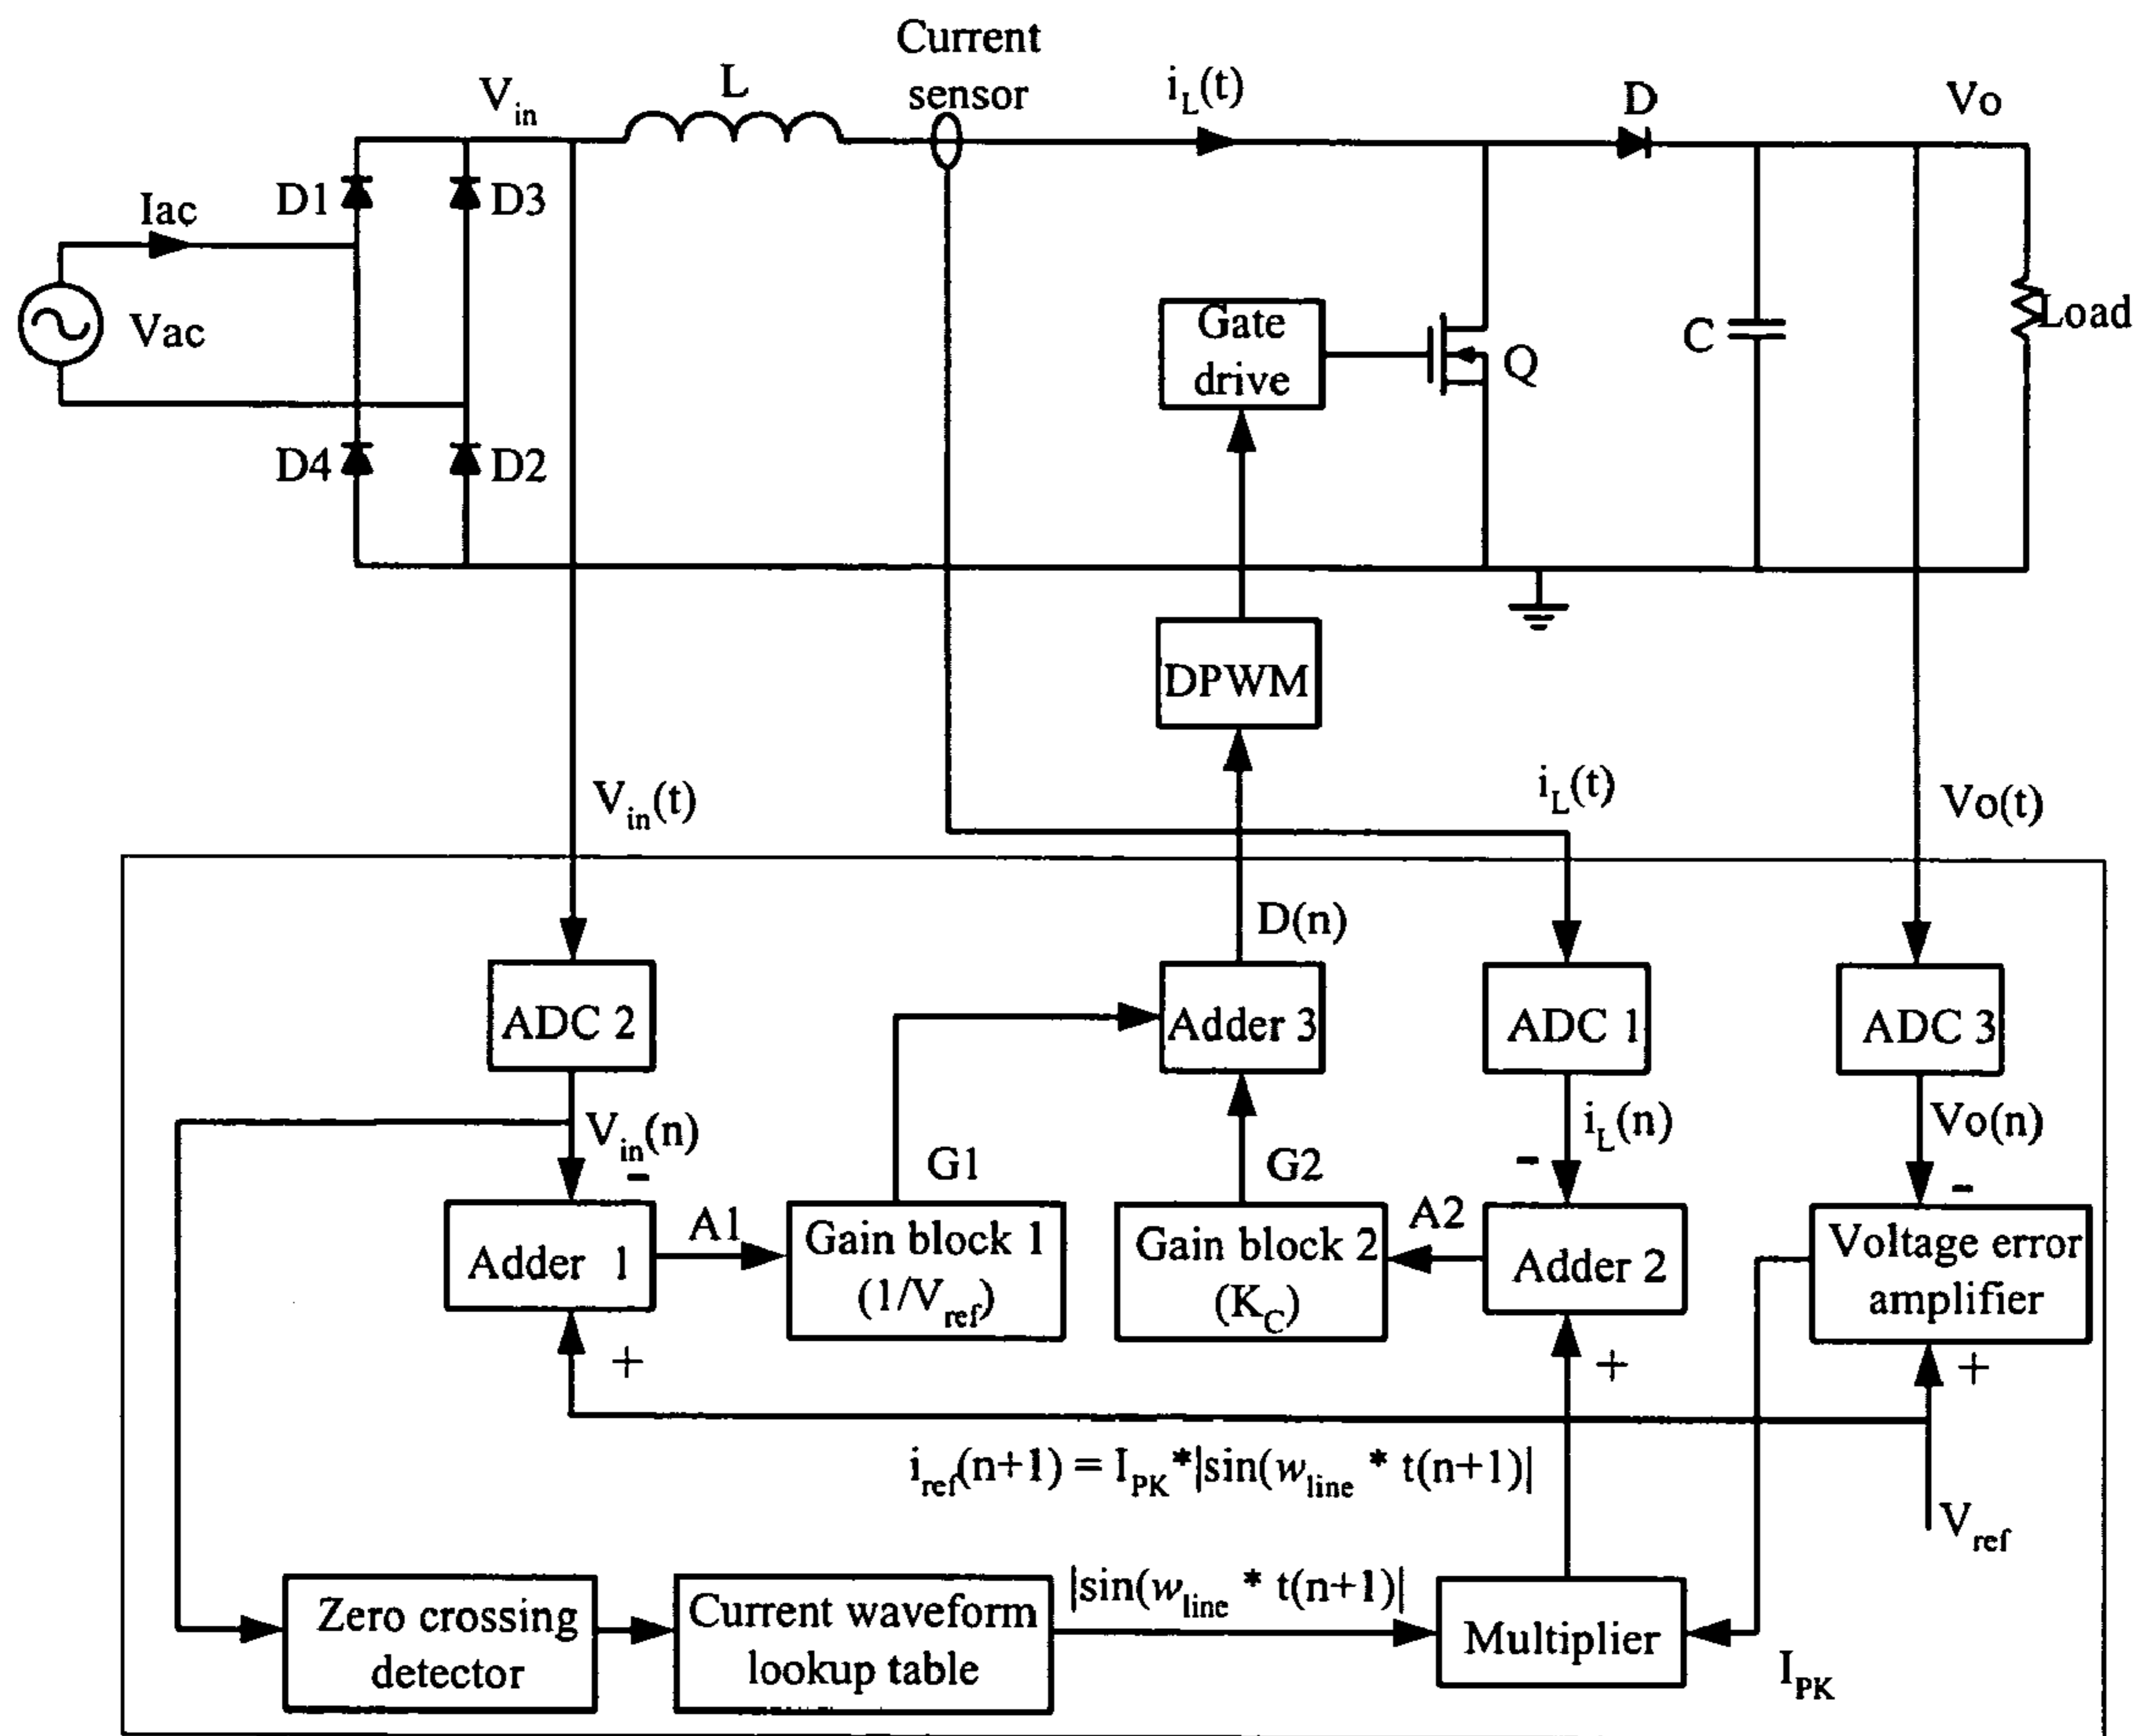 Current
sensor
V_in
L
i_L(t)
D
Vo
D1
D3
Iac
Vac
Gate
drive
Q
C
Load
D4
D2
DPWM
V_in(t)
i_L(t)
Vo(t)
D(n)
ADC 2
Adder 3
ADC 1
ADC 3
V_in(n)
i_L(n)
Vo(n)
-
G1
G2
-
-
Adder 1
A1
Gain block 1
(1/V_ref)
Gain block 2
(K_C)
A2
Adder 2
Voltage error
amplifier
+
+
+
i_ref(n+1) = I_PK*|sin(w_line * t(n+1)|
V_ref
Zero crossing
detector
Current waveform
lookup table
|sin(w_line * t(n+1)|
Multiplier
I_PK